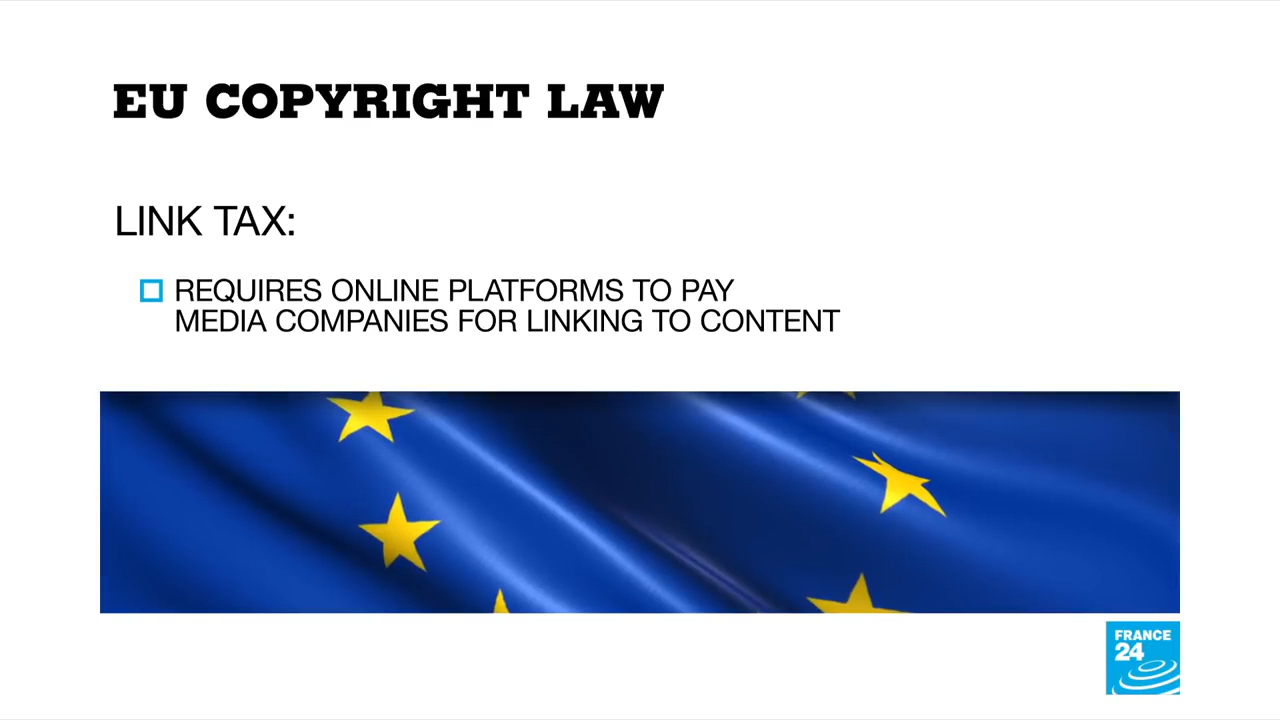 EU COPYRIGHT LAW
LINK TAX:
REQUIRES ONLINE PLATFORMS TO PAY
MEDIA COMPANIES FOR LINKING TO CONTENT
FRANCE
24